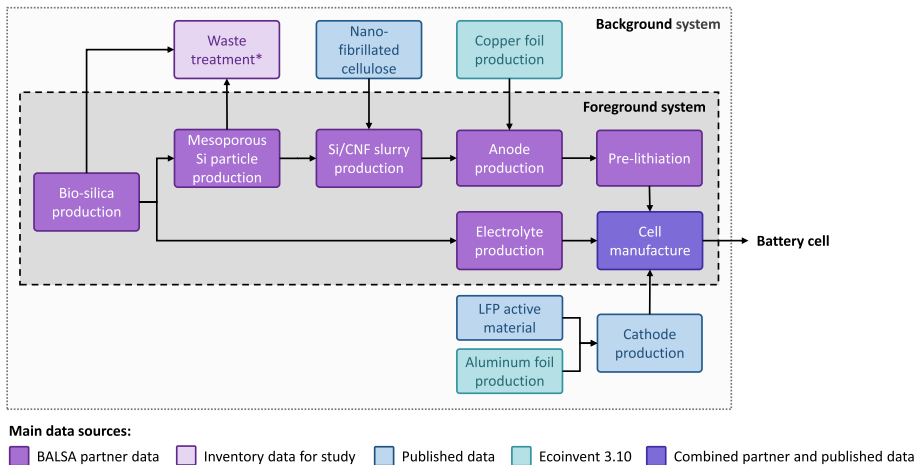 Background system
Waste
treatment*
Nano-
fibrillated
cellulose
Copper foil
production
Foreground system
Mesoporous
Si particle
production
Si/CNF slurry
production
Anode
production
Pre-lithiation
Bio-silica
production
Electrolyte
production
Cell
manufacture
Battery cell
LFP active
material
Cathode
production
Aluminum foil
production
Main data sources:
BALSA partner data
Inventory data for study
Published data
Ecoinvent 3.10
Combined partner and published data